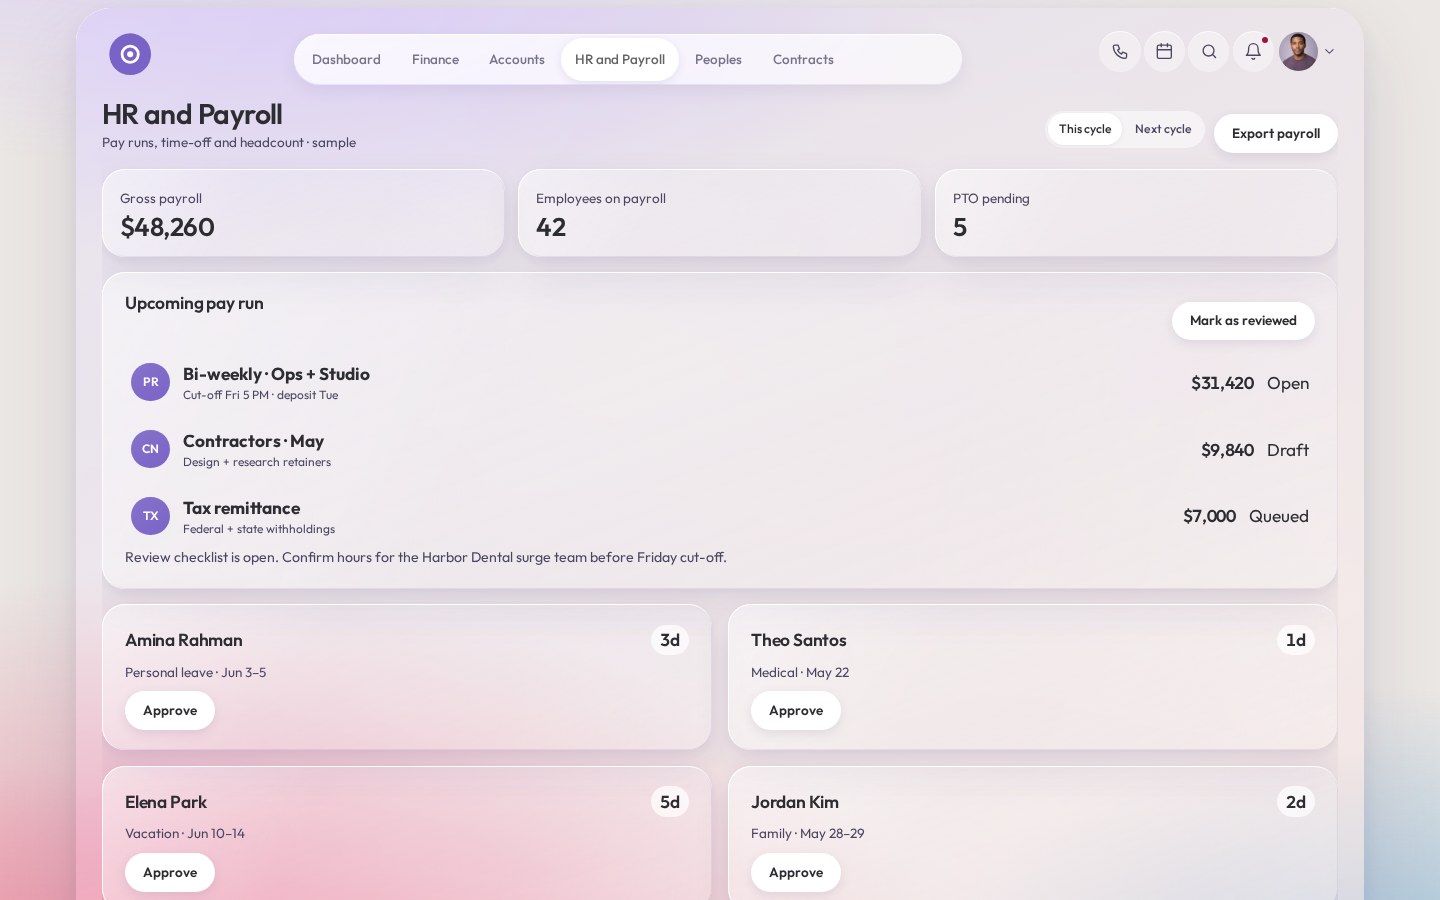 Dashboard
Finance
Accounts
HR and Payroll
Peoples
Contracts
HR and Payroll
Pay runs, time-off and headcount · sample
This cycle
Next cycle
Export payroll
Gross payroll
$48,260
Employees on payroll
42
PTO pending
5
Upcoming pay run
Mark as reviewed
PR
Bi-weekly · Ops + Studio
Cut-off Fri 5 PM · deposit Tue
$31,420 Open
CN
Contractors · May
Design + research retainers
$9,840 Draft
TX
Tax remittance
Federal + state withholdings
$7,000 Queued
Review checklist is open. Confirm hours for the Harbor Dental surge team before Friday cut-off.
Amina Rahman
3d
Personal leave · Jun 3–5
Approve
Theo Santos
1d
Medical · May 22
Approve
Elena Park
5d
Vacation · Jun 10–14
Approve
Jordan Kim
2d
Family · May 28–29
Approve